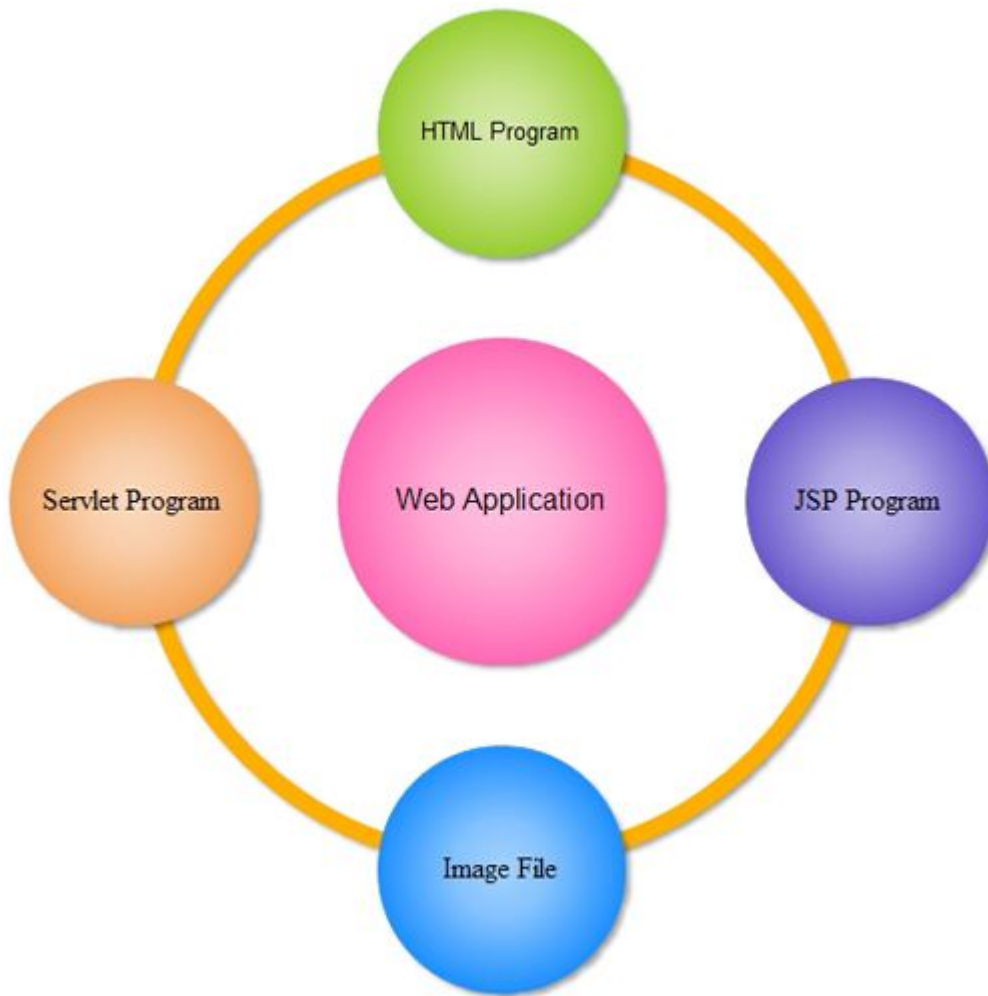 HTML Program
Servlet Program
Web Application
JSP Program
Image File